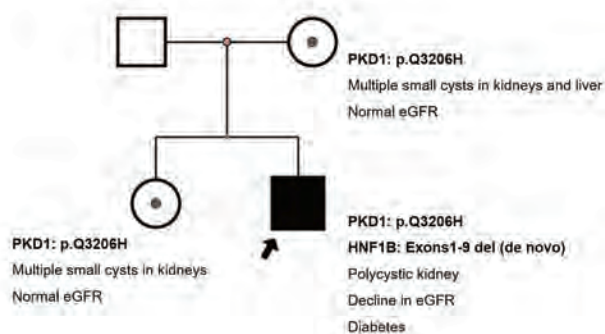 PKD1: p.Q3206H
Multiple small cysts in kidneys and liver
Normal eGFR
PKD1: p.Q3206H
Multiple small cysts in kidneys
Normal eGFR
PKD1: p.Q3206H
HNF1B: Exons1-9 del (de novo)
Polycystic kidney
Decline in eGFR
Diabetes